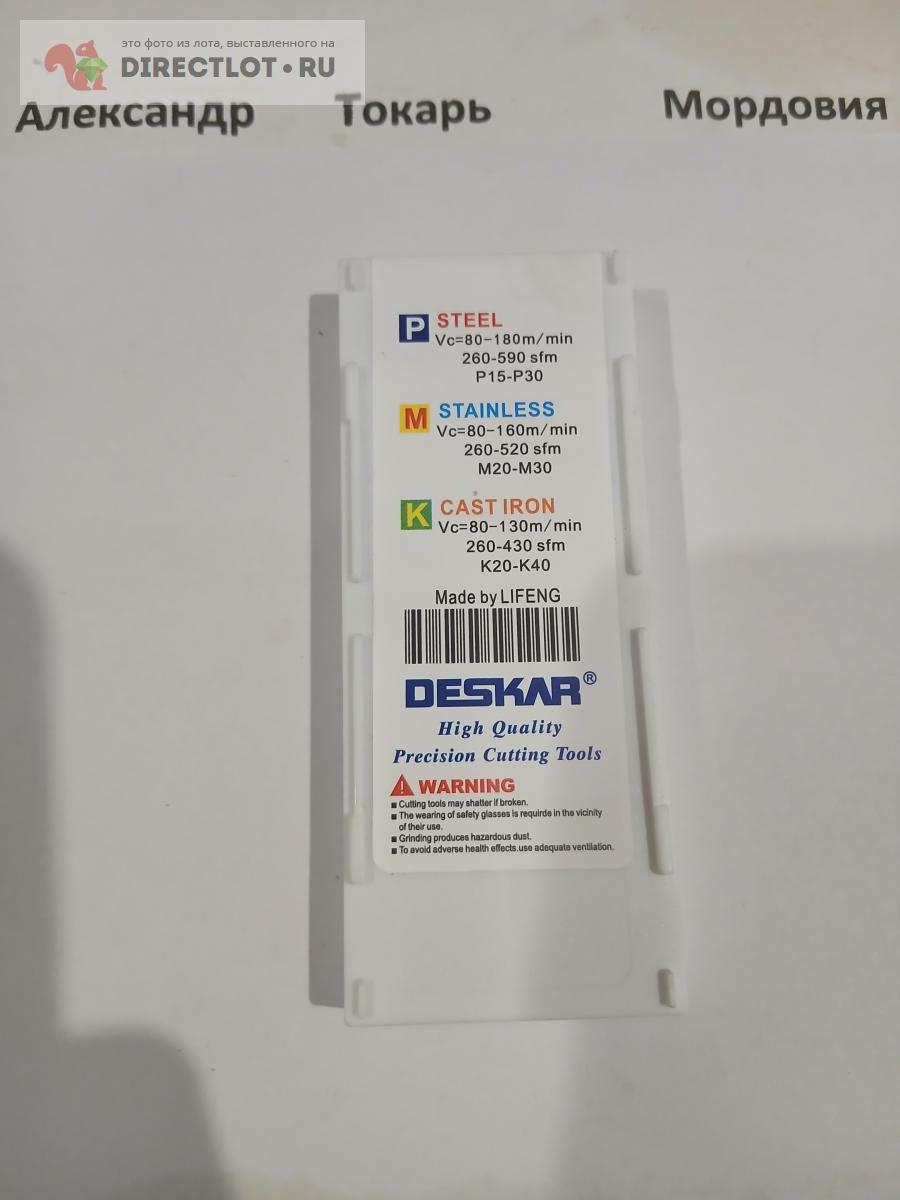 это фото из лота, выставленного на
DIRECTLOT•RU
Александр Токарь Мордовия
P STEEL
Vc=80-180m/min
260-590 sfm
P15-P30
M STAINLESS
Vc=80-160m/min
260-520 sfm
M20-M30
K CAST IRON
Vc=80-130m/min
260-430 sfm
K20-K40
Made by LIFENG
DESKAR®
High Quality
Precision Cutting Tools
WARNING
■ Cutting tools may shatter if broken.
■ The wearing of safety glasses is requirde in the vicinity
of their use.
■ Grinding produces hazardous dust.
■ To avoid adverse health effects.use adequate ventilation.